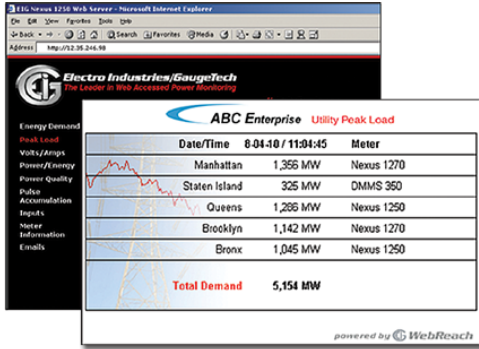 EIG Nexus 1250 Web Server - Microsoft Internet Explorer
File Edit View Favorites Tools Help
Back Search Favorites Media
Address http://12.35.246.98
Electro Industries/GaugeTech
The Leader in Web Accessed Power Monitoring
Energy Demand
Peak Load
Volts/Amps
Power/Energy
Power Quality
Pulse
Accumulation
Inputs
Meter
Information
Emails
ABC Enterprise Utility Peak Load
Date/Time 8-04-10 / 11:04:45 Meter
Manhattan 1,356 MW Nexus 1270
Staten Island 325 MW DMMS 350
Queens 1,286 MW Nexus 1250
Brooklyn 1,142 MW Nexus 1270
Bronx 1,045 MW Nexus 1250
Total Demand 5,154 MW
powered by EIG WebReach